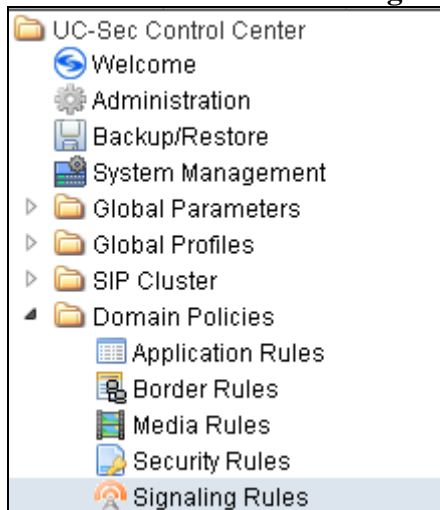 UC-Sec Control Center
Welcome
Administration
Backup/Restore
System Management
Global Parameters
Global Profiles
SIP Cluster
Domain Policies
Application Rules
Border Rules
Media Rules
Security Rules
Signaling Rules